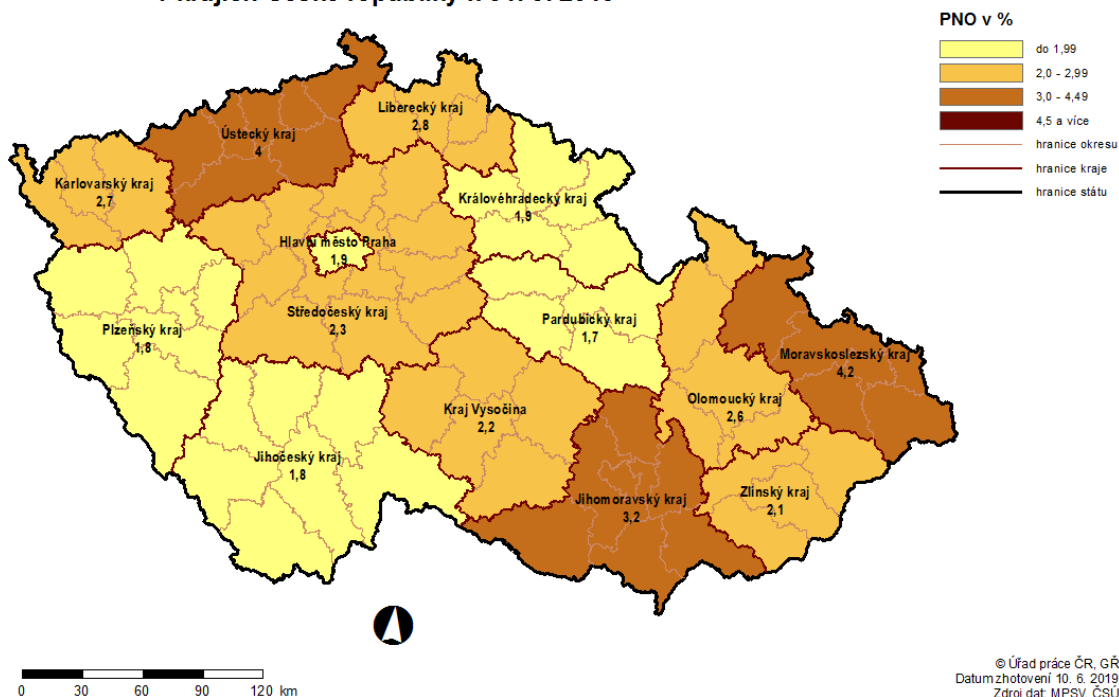 PNO v %
do 1,99
2,0 - 2,99
3,0 - 4,49
4,5 a více
hranice okresu
hranice kraje
hranice státu
Liberecký kraj
2,8
Ústecký kraj
4
Karlovarský kraj
2,7
Královéhradecký kraj
1,9
Hlavní město Praha
1,9
Středočeský kraj
2,3
Pardubický kraj
1,7
Plzeňský kraj
1,8
Moravskoslezský kraj
4,2
Olomoucký kraj
2,6
Kraj Vysočina
2,2
Jihočeský kraj
1,8
Jihomoravský kraj
3,2
Zlínský kraj
2,1
0 30 60 90 120 km
© Úřad práce ČR, GŘ
Datum zhotovení 10. 6. 2019
Zdroj dat: MPSV, ČSÚ